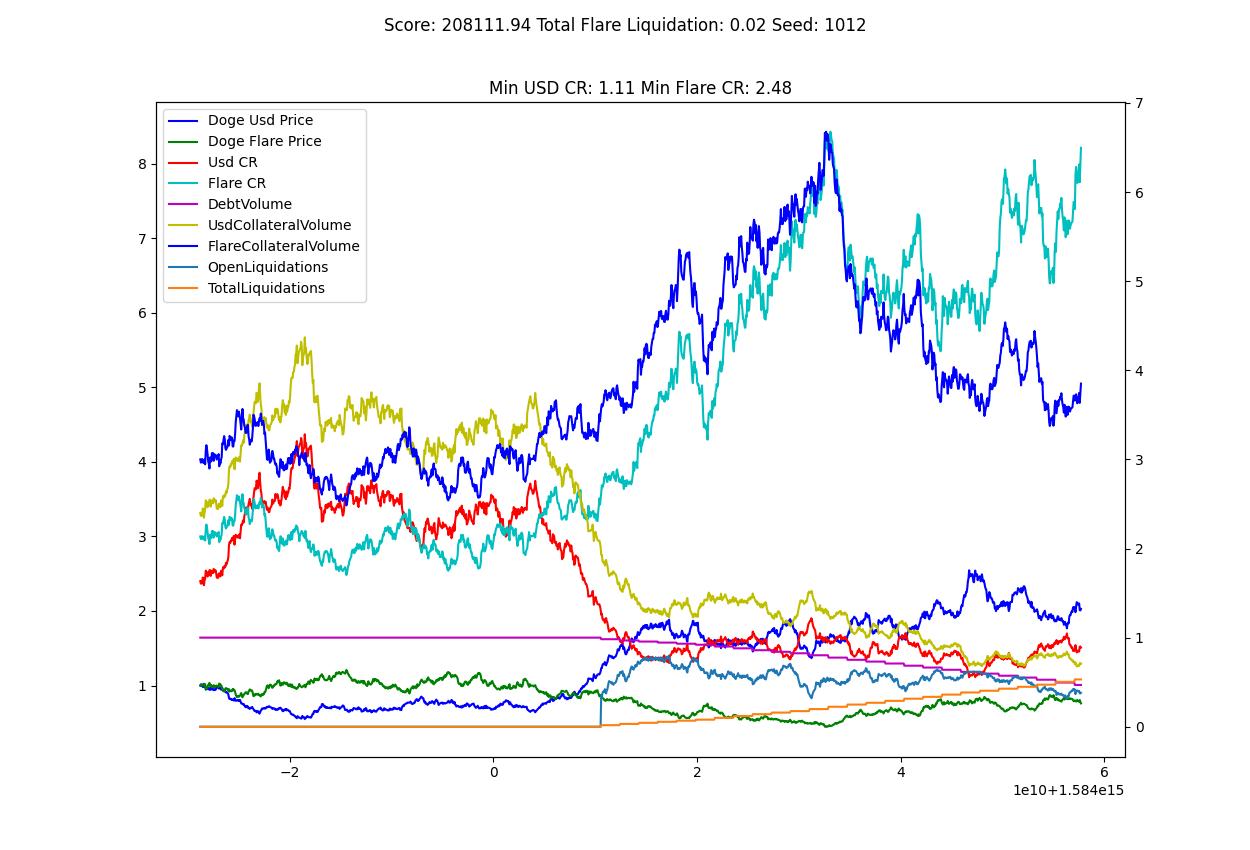 Score: 208111.94 Total Flare Liquidation: 0.02 Seed: 1012
Min USD CR: 1.11 Min Flare CR: 2.48
Doge Usd Price
Doge Flare Price
Usd CR
Flare CR
DebtVolume
UsdCollateralVolume
FlareCollateralVolume
OpenLiquidations
TotalLiquidations
8
7
6
5
4
3
2
1
7
6
5
4
3
2
1
0
−2
0
2
4
6
1e10+1.584e15